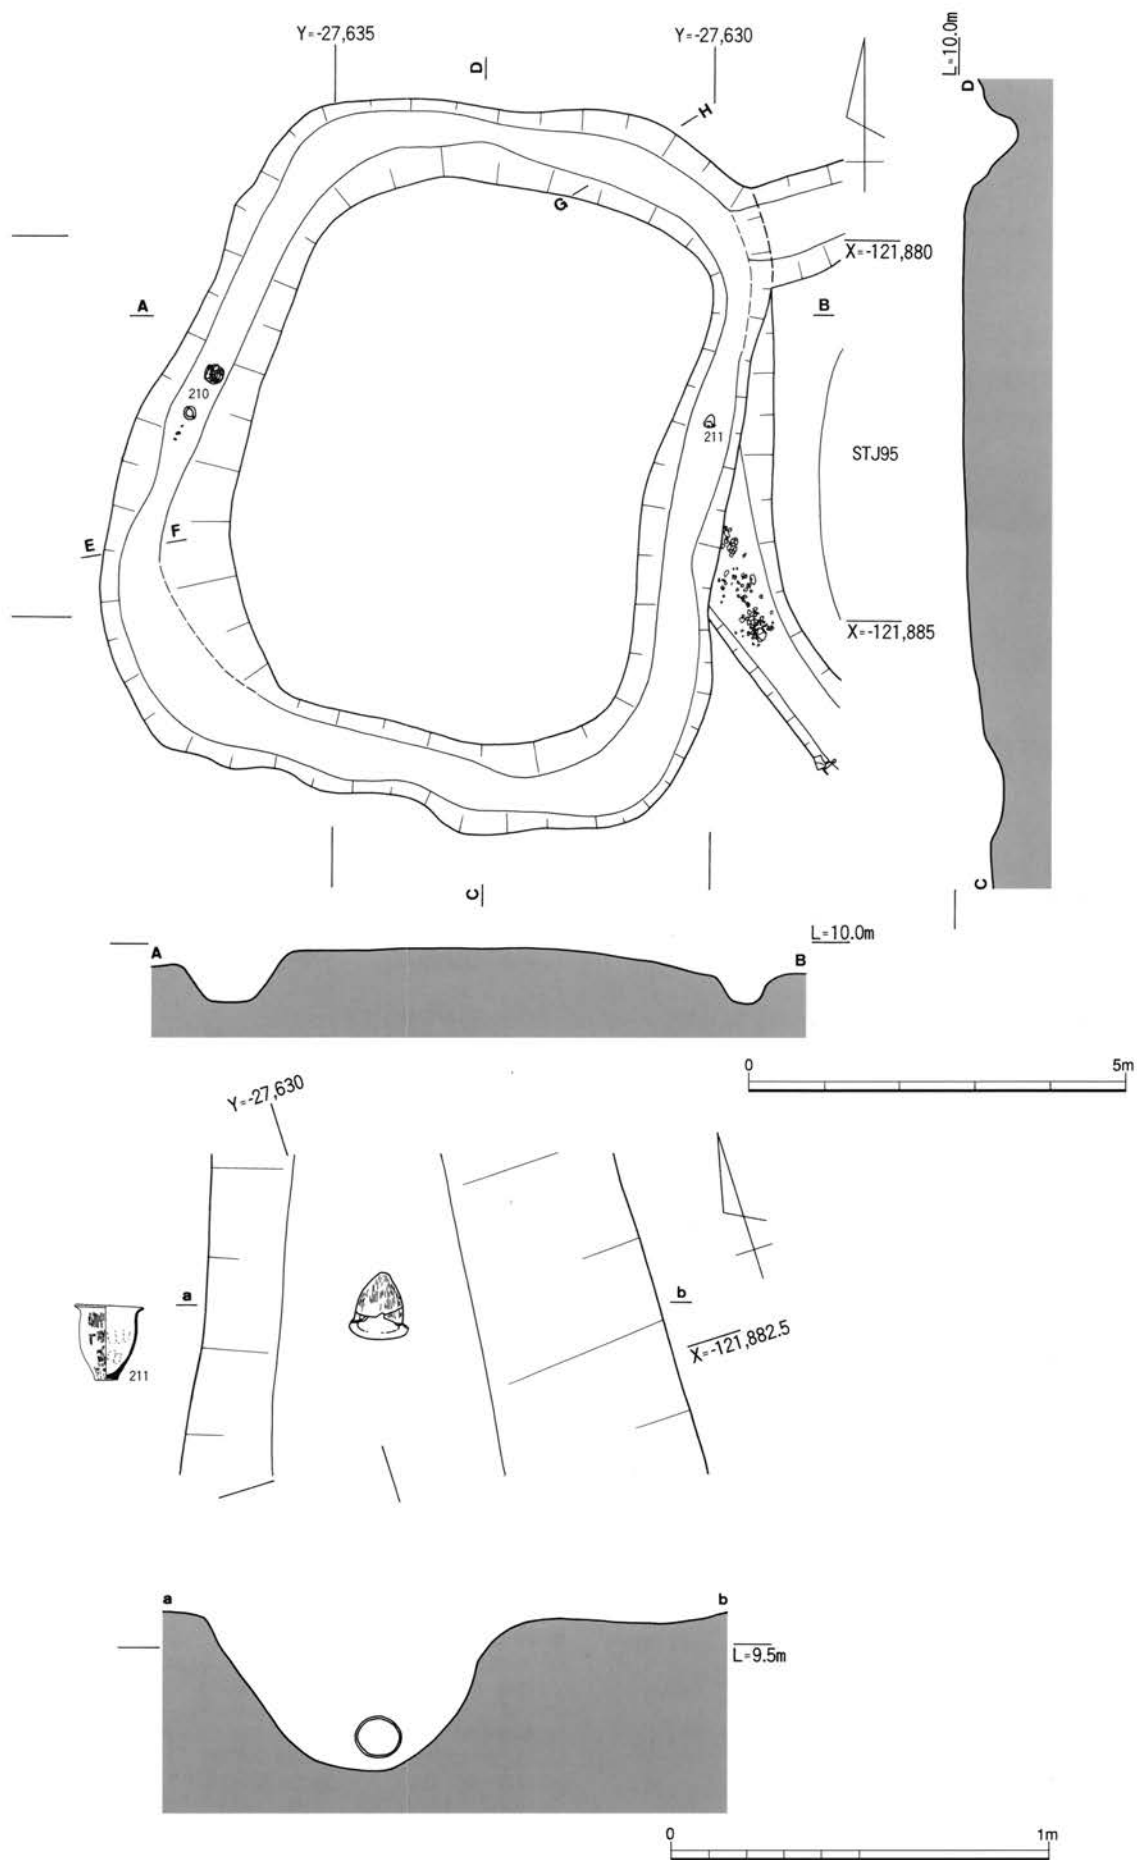 Y=-27,635
Y=-27,630
D
H
L=10.0m
D
G
X=-121,880
A
B
210
211
STJ95
E
F
X=-121,885
C
C
L=10.0m
A
B
0
5m
Y=-27,630
a
b
X=-121,882.5
211
a
b
L=9.5m
0
1m